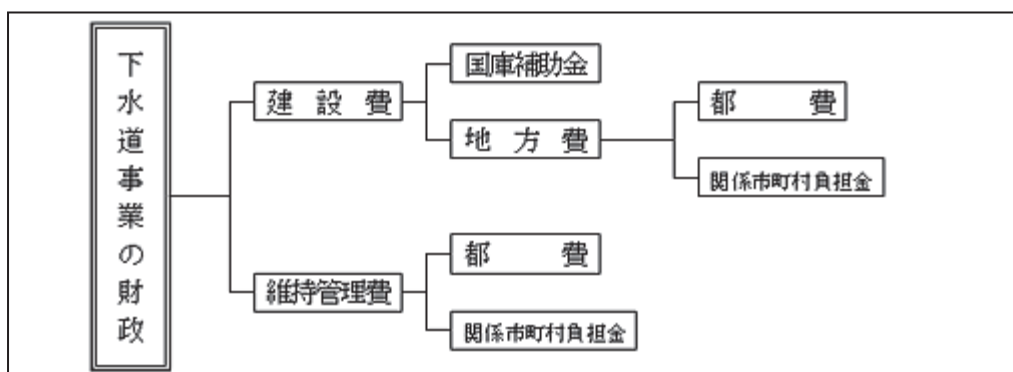 下水道事業の財政
建設費
国庫補助金
地方費
都費
関係市町村負担金
維持管理費
都費
関係市町村負担金